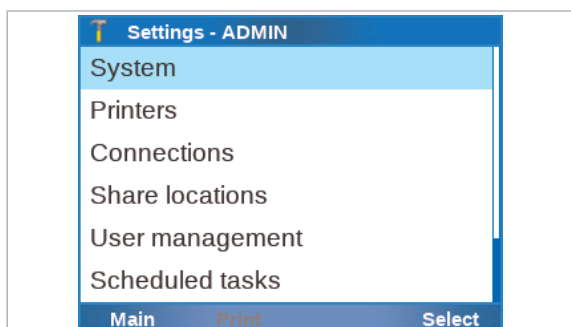 Settings - ADMIN
System
Printers
Connections
Share locations
User management
Scheduled tasks
Main Print Select